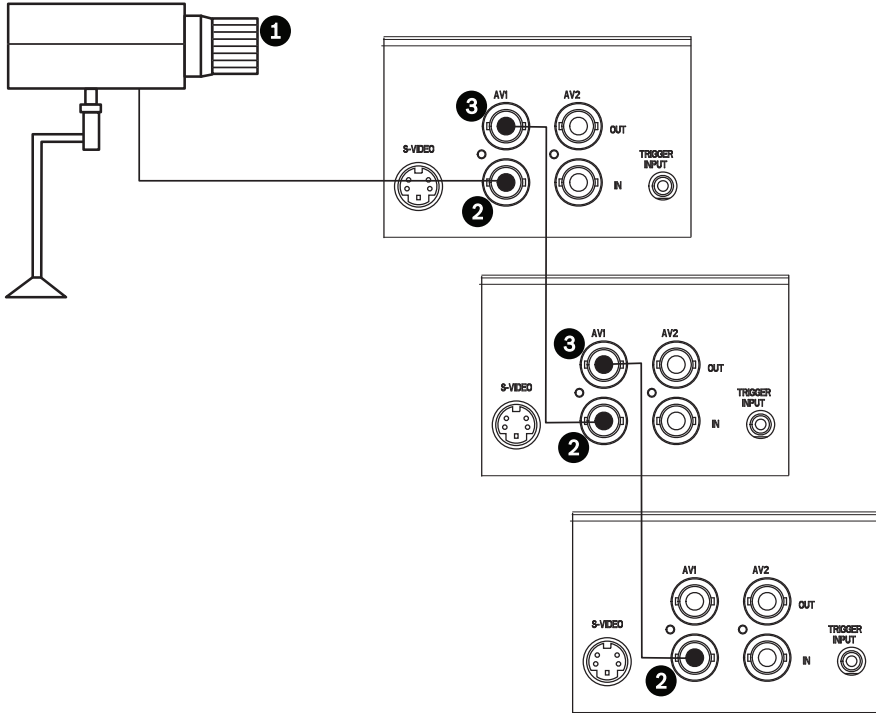 1
3
AV1
AV2
OUT
S-VIDEO
TRIGGER
INPUT
IN
2
3
AV1
AV2
OUT
S-VIDEO
TRIGGER
INPUT
IN
2
AV1
AV2
OUT
S-VIDEO
TRIGGER
INPUT
IN
2